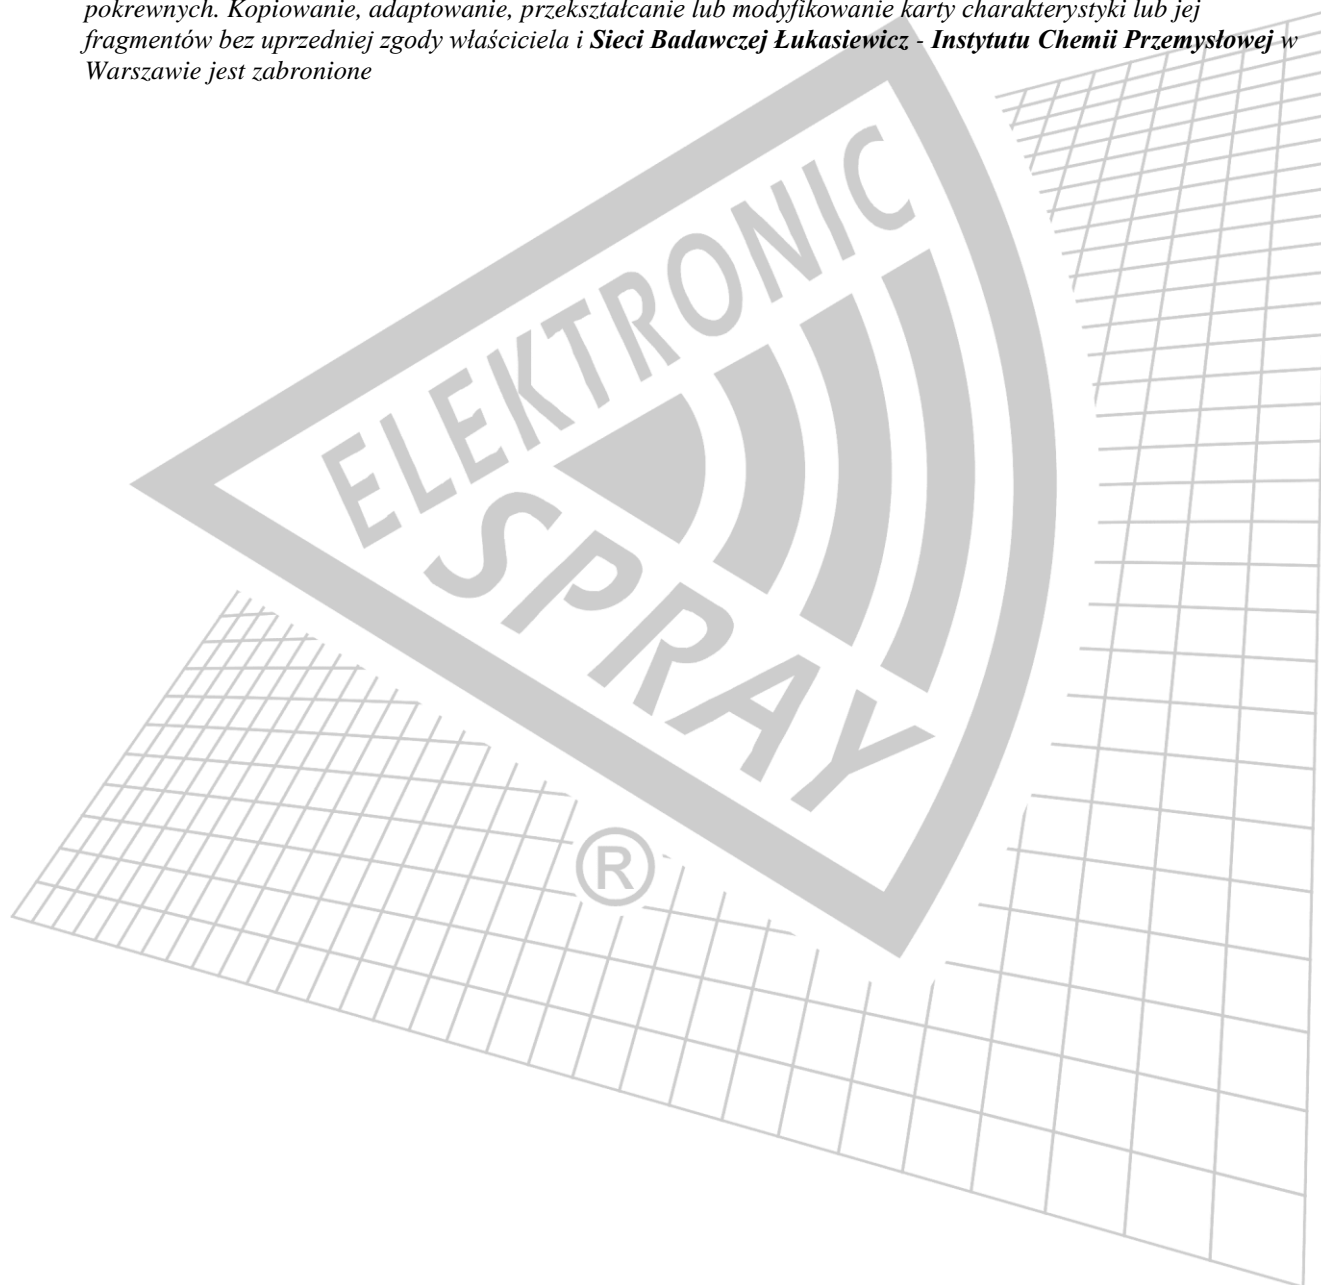 pokrewnych. Kopiowanie, adaptowanie, przekształcanie lub modyfikowanie karty charakterystyki lub jej
fragmentów bez uprzedniej zgody właściciela i Sieci Badawczej Łukasiewicz - Instytutu Chemii Przemysłowej w
Warszawie jest zabronione
ELEKTRONIC
SPRAY
®